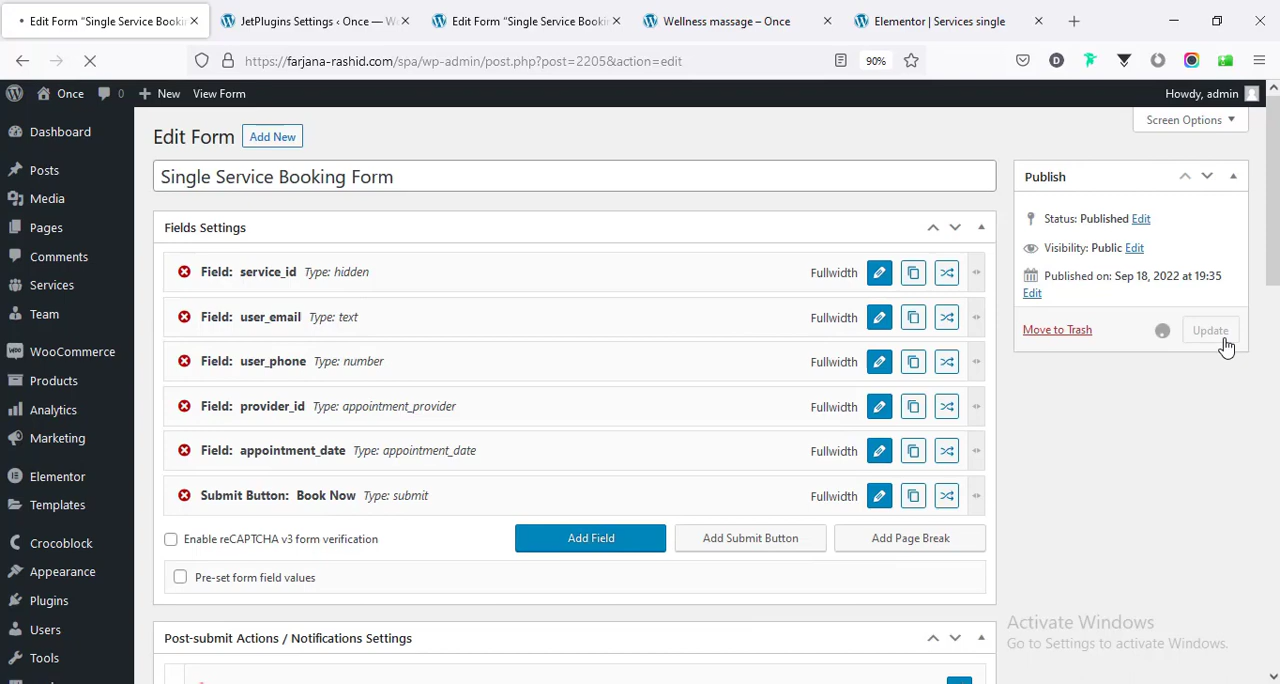 Edit Form "Single Service Bookin
JetPlugins Settings ‹ Once — W
Edit Form "Single Service Bookin
Wellness massage – Once
Elementor | Services single
https://farjana-rashid.com/spa/wp-admin/post.php?post=2205&action=edit
90%
Once
0
New
View Form
Howdy, admin
Screen Options
Dashboard
Posts
Media
Pages
Comments
Services
Team
WooCommerce
Products
Analytics
Marketing
Elementor
Templates
Crocoblock
Appearance
Plugins
Users
Tools
Edit Form
Add New
Single Service Booking Form
Fields Settings
Field: service_id Type: hidden Fullwidth
Field: user_email Type: text Fullwidth
Field: user_phone Type: number Fullwidth
Field: provider_id Type: appointment_provider Fullwidth
Field: appointment_date Type: appointment_date Fullwidth
Submit Button: Book Now Type: submit Fullwidth
Enable reCAPTCHA v3 form verification
Add Field
Add Submit Button
Add Page Break
Pre-set form field values
Post-submit Actions / Notifications Settings
Publish
Status: Published Edit
Visibility: Public Edit
Published on: Sep 18, 2022 at 19:35
Edit
Move to Trash
Update
Activate Windows
Go to Settings to activate Windows.